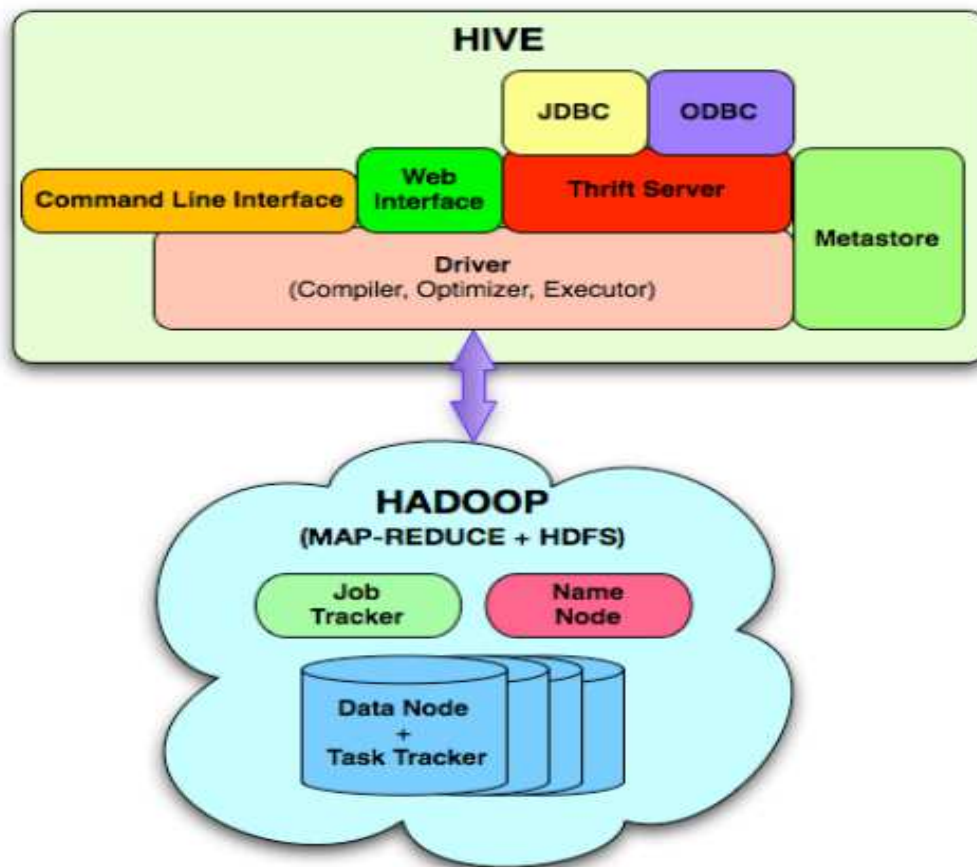 HIVE
JDBC
ODBC
Command Line Interface
Web
Interface
Thrift Server
Metastore
Driver
(Compiler, Optimizer, Executor)
HADOOP
(MAP-REDUCE + HDFS)
Job
Tracker
Name
Node
Data Node
+
Task Tracker